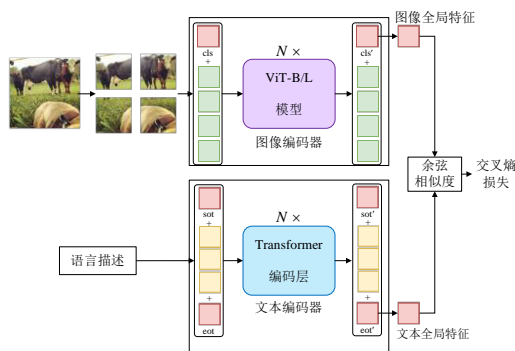 图像全局特征
cls
+
N ×
ViT-B/L
模型
图像编码器
cls'
+
余弦
相似度
交叉熵
损失
语言描述
sot
+
+
eot
N ×
Transformer
编码层
文本编码器
sot'
+
+
eot'
文本全局特征